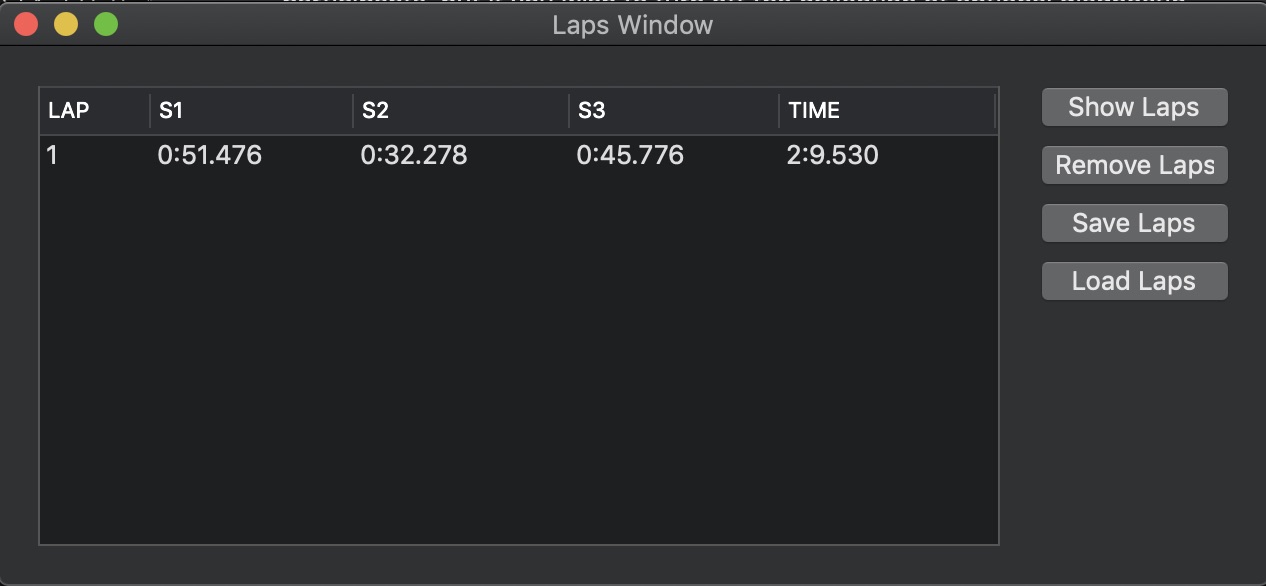 Laps Window
LAP S1 S2 S3 TIME
1 0:51.476 0:32.278 0:45.776 2:9.530
Show Laps
Remove Laps
Save Laps
Load Laps